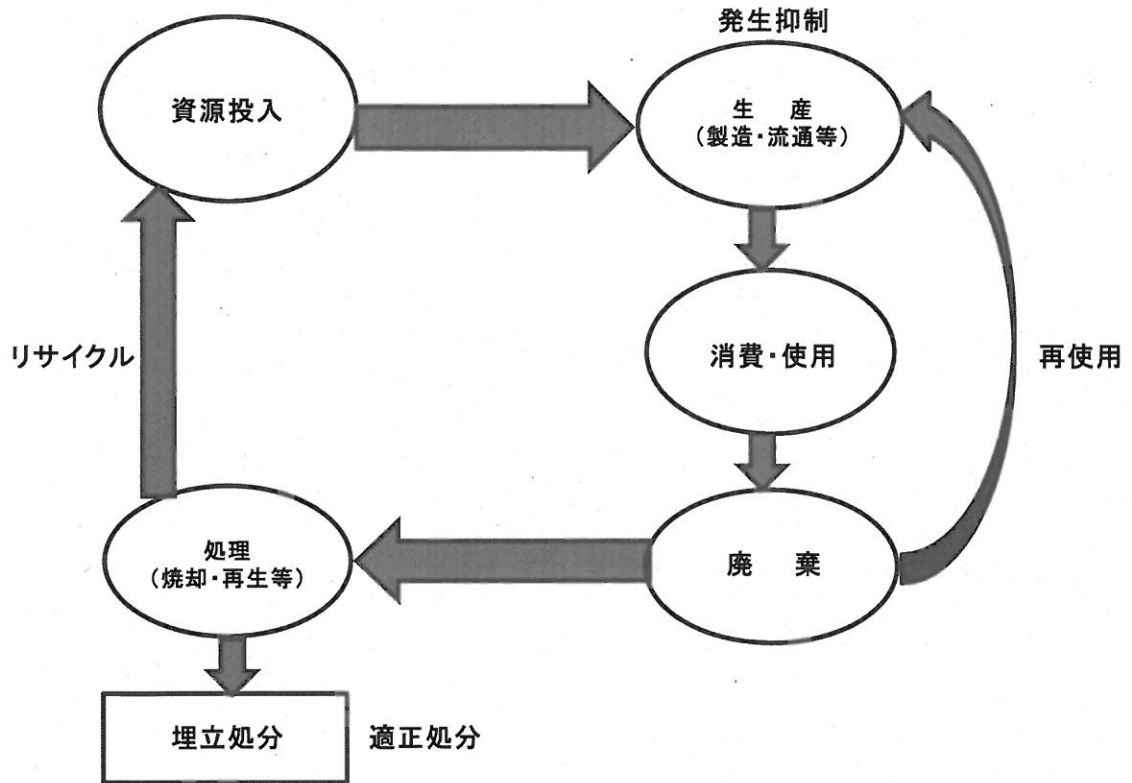 発生抑制
資源投入
生　産
（製造・流通等）
リサイクル
消費・使用
再使用
処理
（焼却・再生等）
廃　棄
埋立処分
適正処分